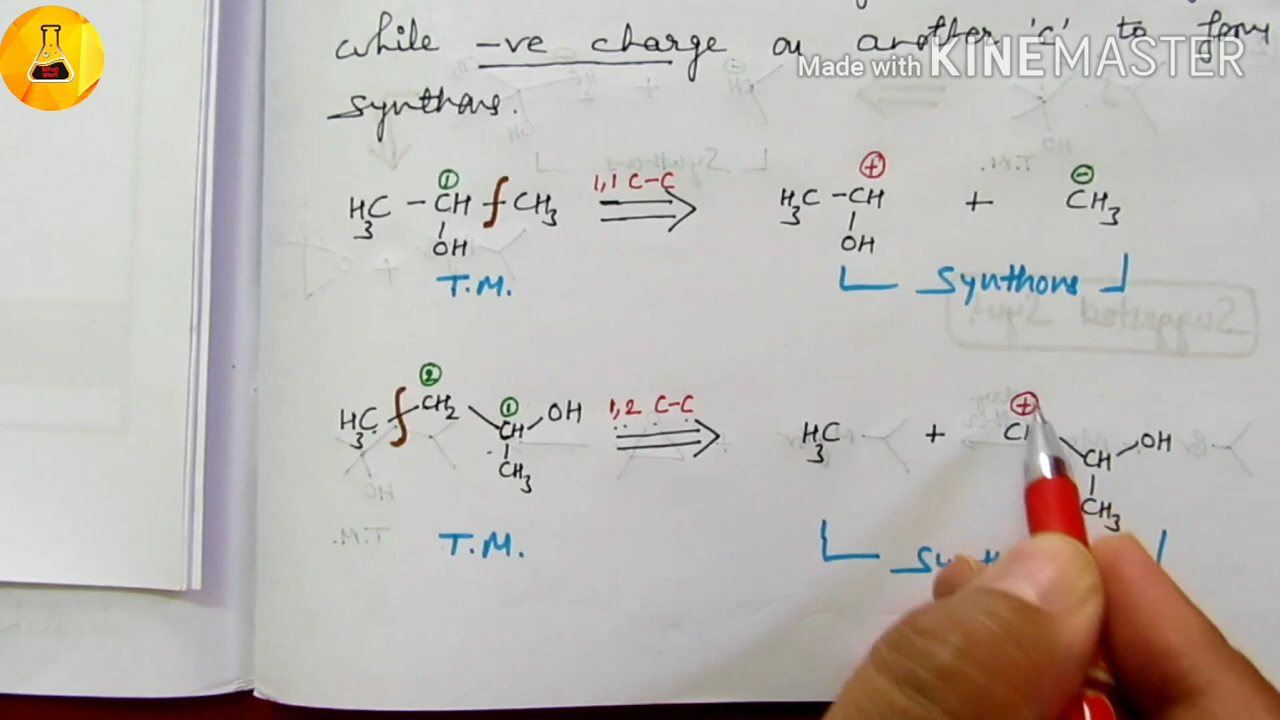 Made with KINEMASTER
while -ve charge on another 'c' to form
synthons.
① ⊕ ⊖
H₃C - CH ⌠ CH₃ 1,1 C-C H₃C - CH + CH₃
OH OH
T.M. Synthons
② ⊕
H₃C ⌠ CH₂ ① CH OH 1,2 C-C H₃C + CH OH
CH₃ CH₃
T.M.